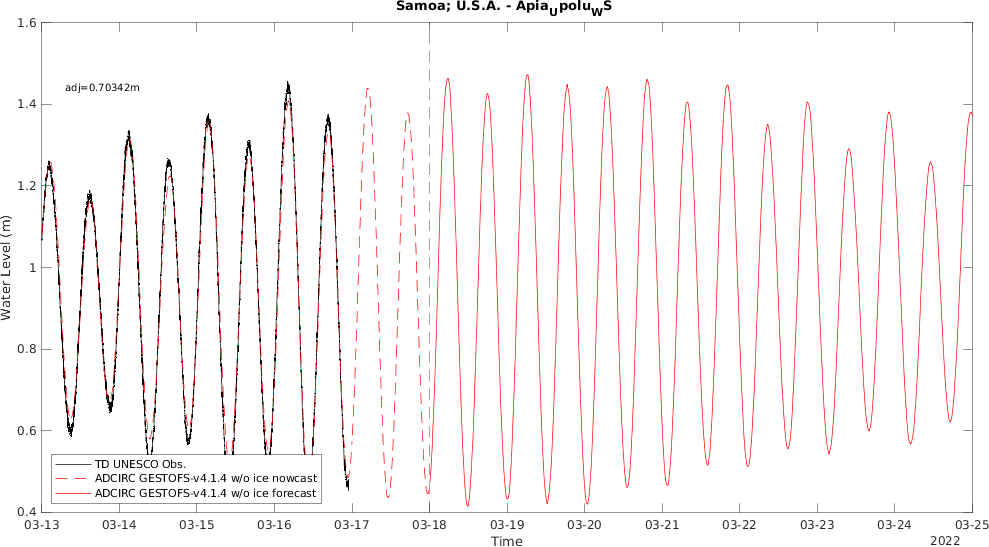 Samoa; U.S.A. - ApiaUpoluWS
1.6
1.4
1.2
1
0.8
0.6
0.4
Water Level (m)
adj=0.70342m
TD UNESCO Obs.
ADCIRC GESTOFS-v4.1.4 w/o ice nowcast
ADCIRC GESTOFS-v4.1.4 w/o ice forecast
03-13 03-14 03-15 03-16 03-17 03-18 03-19 03-20 03-21 03-22 03-23 03-24 03-25
Time
2022